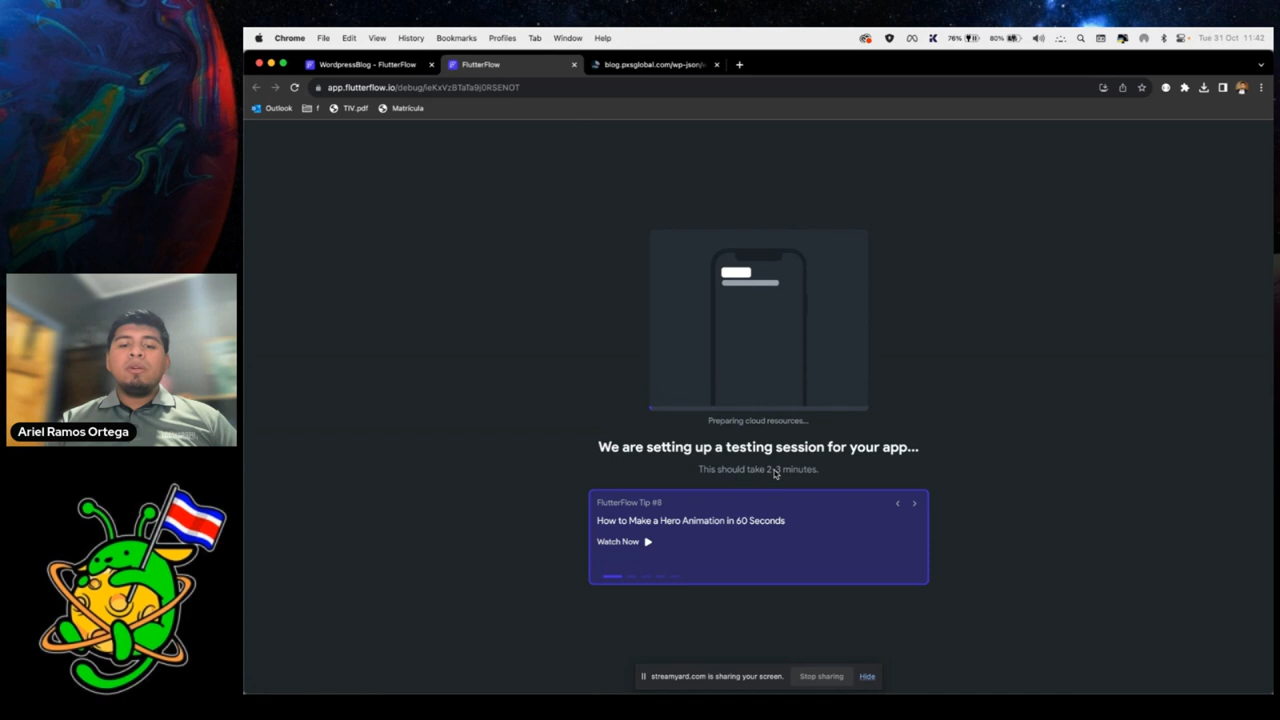 Chrome File Edit View History Bookmarks Profiles Tab Window Help
76% 80% Tue 31 Oct 11:42
WordpressBlog - FlutterFlow
FlutterFlow
blog.pxsglobal.com/wp-json/
app.flutterflow.io/debug/
Outlook f TIV.pdf Matrícula
Preparing cloud resources...
We are setting up a testing session for your app...
This should take 2-3 minutes.
FlutterFlow Tip #8
How to Make a Hero Animation in 60 Seconds
Watch Now
Ariel Ramos Ortega
streamyard.com is sharing your screen.
Stop sharing
Hide